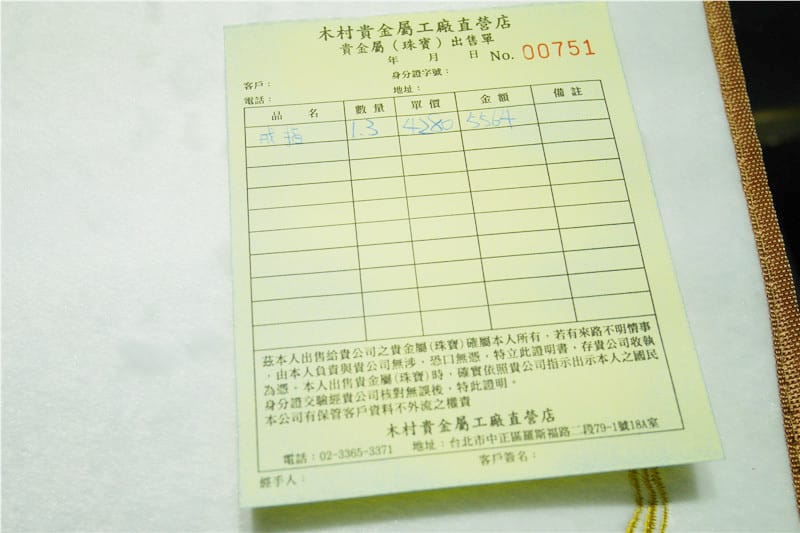 木村貴金屬工廠直營店
貴金屬(珠寶)出售單
年 月 日 No. 00751
客戶： 身分證字號：
電話： 地址：
品名 數量 單價 金額 備註
戒指 1.3 4280 5564
茲本人出售給貴公司之貴金屬(珠寶)確屬本人所有，若有來路不明情事
，由本人負責與貴公司無涉，恐口無憑，特立此證明書，存貴公司收執
為憑。本人出售貴金屬(珠寶)時，確實依照貴公司指示出示本人之國民
身分證交驗經貴公司核對無誤後，特此證明。
本公司有保管客戶資料不外流之權責
木村貴金屬工廠直營店
電話：02-3365-3371 地址：台北市中正區羅斯福路二段79-1號18A室
經手人： 客戶簽名：